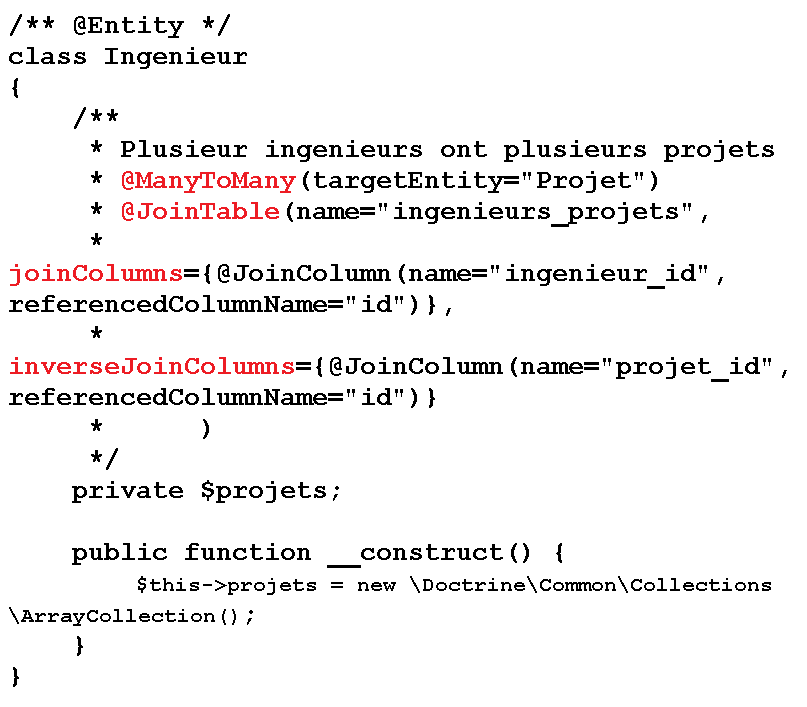 /** @Entity */
class Ingenieur
{
    /**
     * Plusieur ingenieurs ont plusieurs projets
     * @ManyToMany(targetEntity="Projet")
     * @JoinTable(name="ingenieurs_projets",
     *
joinColumns={@JoinColumn(name="ingenieur_id",
referencedColumnName="id")},
     *
inverseJoinColumns={@JoinColumn(name="projet_id",
referencedColumnName="id")}
     *      )
     */
    private $projets;

    public function __construct() {
        $this->projets = new \Doctrine\Common\Collections
\ArrayCollection();
    }
}